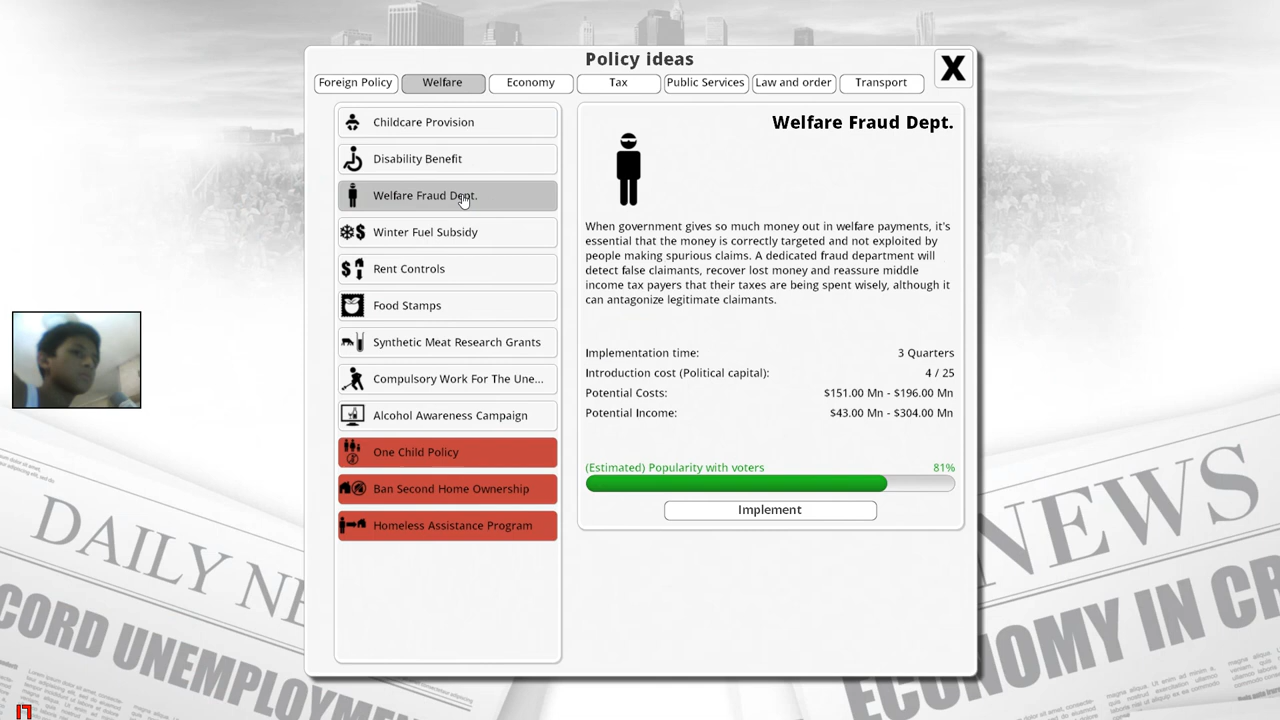 Policy ideas
X
Foreign Policy
Welfare
Economy
Tax
Public Services
Law and order
Transport
Childcare Provision
Disability Benefit
Welfare Fraud Dept.
Winter Fuel Subsidy
Rent Controls
Food Stamps
Synthetic Meat Research Grants
Compulsory Work For The Une...
Alcohol Awareness Campaign
One Child Policy
Ban Second Home Ownership
Homeless Assistance Program
Welfare Fraud Dept.
When government gives so much money out in welfare payments, it's
essential that the money is correctly targeted and not exploited by
people making spurious claims. A dedicated fraud department will
detect false claimants, recover lost money and reassure middle
income tax payers that their taxes are being spent wisely, although it
can antagonize legitimate claimants.
Implementation time: 3 Quarters
Introduction cost (Political capital): 4 / 25
Potential Costs: $151.00 Mn - $196.00 Mn
Potential Income: $43.00 Mn - $304.00 Mn
(Estimated) Popularity with voters 81%
Implement
DAILY NE
CORD UNEMPLOYM
NEWS
ECONOMY IN CR